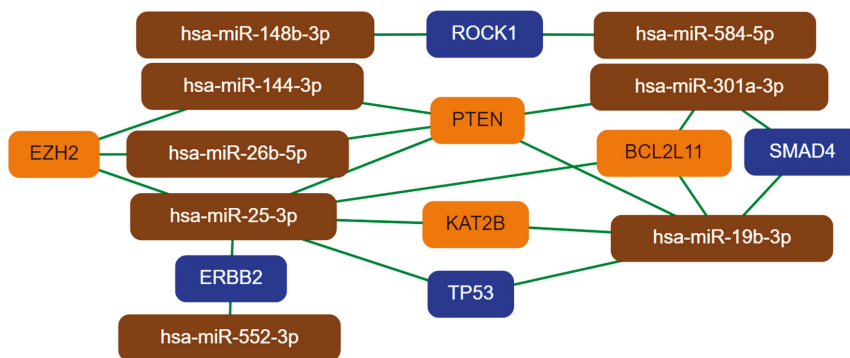 hsa-miR-148b-3p
ROCK1
hsa-miR-584-5p
hsa-miR-144-3p
hsa-miR-301a-3p
PTEN
EZH2
hsa-miR-26b-5p
BCL2L11
SMAD4
hsa-miR-25-3p
KAT2B
hsa-miR-19b-3p
ERBB2
TP53
hsa-miR-552-3p